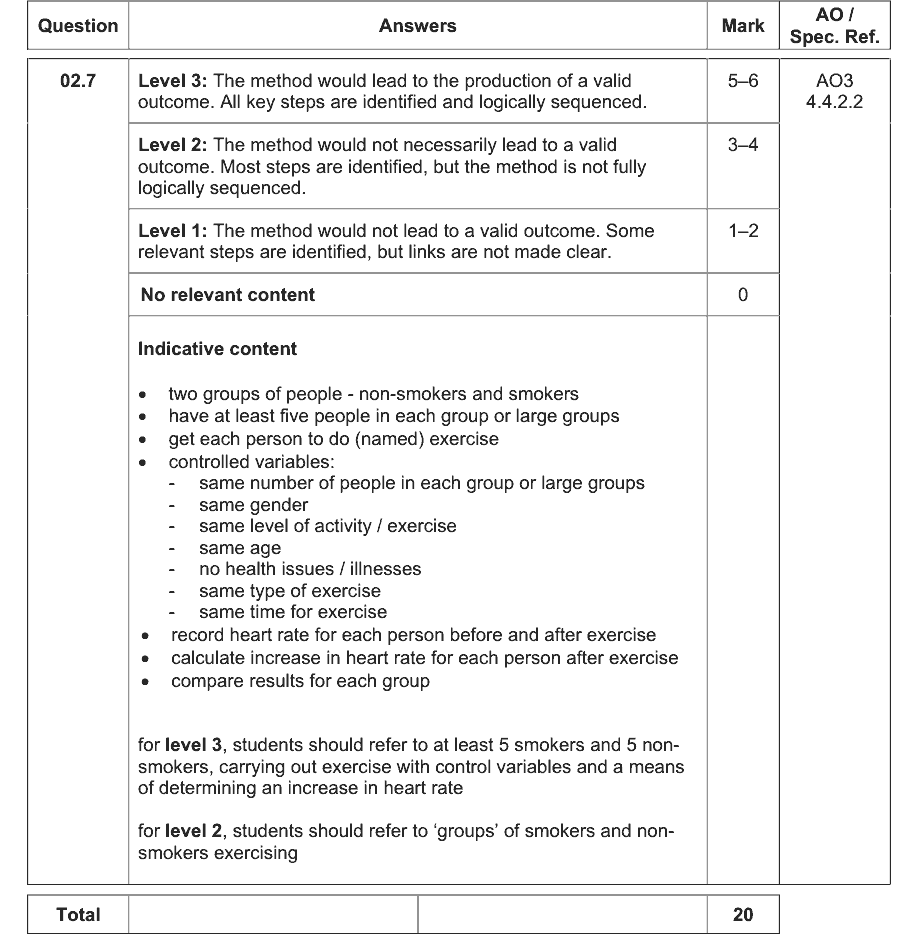 Question Answers Mark AO /
Spec. Ref.
02.7 Level 3: The method would lead to the production of a valid 5–6 AO3
outcome. All key steps are identified and logically sequenced. 4.4.2.2
Level 2: The method would not necessarily lead to a valid 3–4
outcome. Most steps are identified, but the method is not fully
logically sequenced.
Level 1: The method would not lead to a valid outcome. Some 1–2
relevant steps are identified, but links are not made clear.
No relevant content 0
Indicative content
• two groups of people - non-smokers and smokers
• have at least five people in each group or large groups
• get each person to do (named) exercise
• controlled variables:
- same number of people in each group or large groups
- same gender
- same level of activity / exercise
- same age
- no health issues / illnesses
- same type of exercise
- same time for exercise
• record heart rate for each person before and after exercise
• calculate increase in heart rate for each person after exercise
• compare results for each group
for level 3, students should refer to at least 5 smokers and 5 non-
smokers, carrying out exercise with control variables and a means
of determining an increase in heart rate
for level 2, students should refer to ‘groups’ of smokers and non-
smokers exercising
Total 20